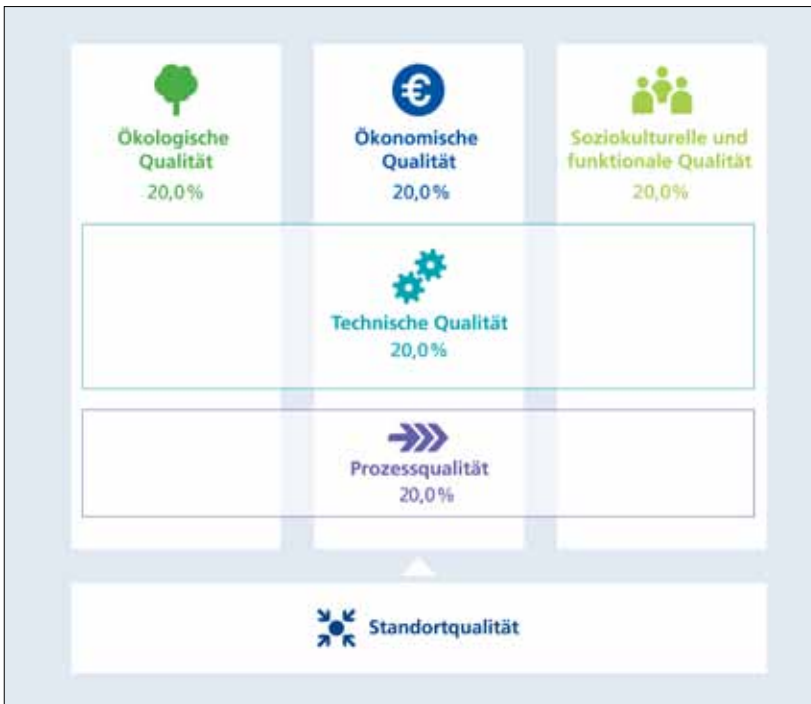 Ökologische
Qualität
20,0%
Ökonomische
Qualität
20,0%
Soziokulturelle und
funktionale Qualität
20,0%
Technische Qualität
20,0%
Prozessqualität
20,0%
Standortqualität